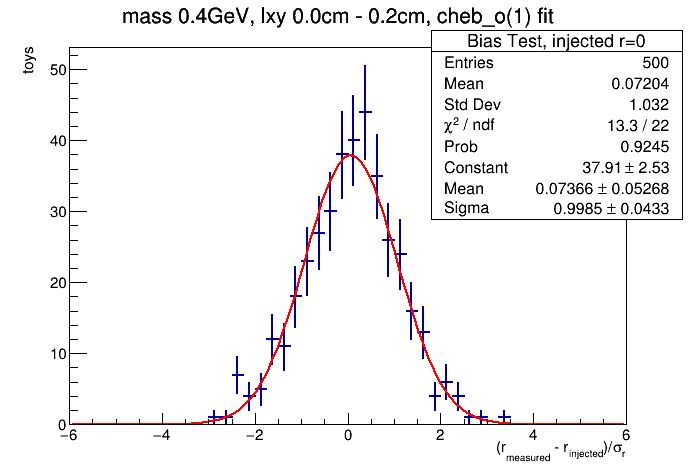 mass 0.4GeV, lxy 0.0cm - 0.2cm, cheb_o(1) fit
Bias Test, injected r=0
Entries 500
Mean 0.07204
Std Dev 1.032
χ² / ndf 13.3 / 22
Prob 0.9245
Constant 37.91 ± 2.53
Mean 0.07366 ± 0.05268
Sigma 0.9985 ± 0.0433
toys
50
40
30
20
10
0
−6 −4 −2 0 2 4 6
(r_measured - r_injected)/σ_r